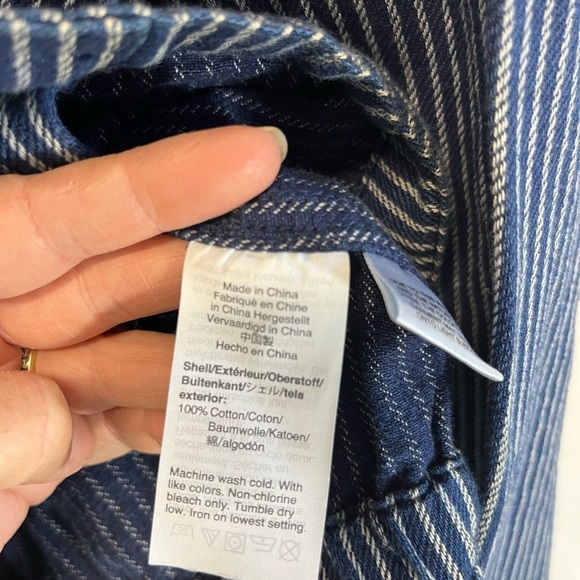 Made in China
Fabriqué en Chine
in China Hergestellt
Vervaardigd in China
中国製
Hecho en China
Shell/Extérieur/Oberstoff/
Buitenkant/シェル/tela
exterior:
100% Cotton/Coton/
Baumwolle/Katoen/
綿/algodón
Machine wash cold. With
like colors. Non-chlorine
bleach only. Tumble dry
low. Iron on lowest setting.